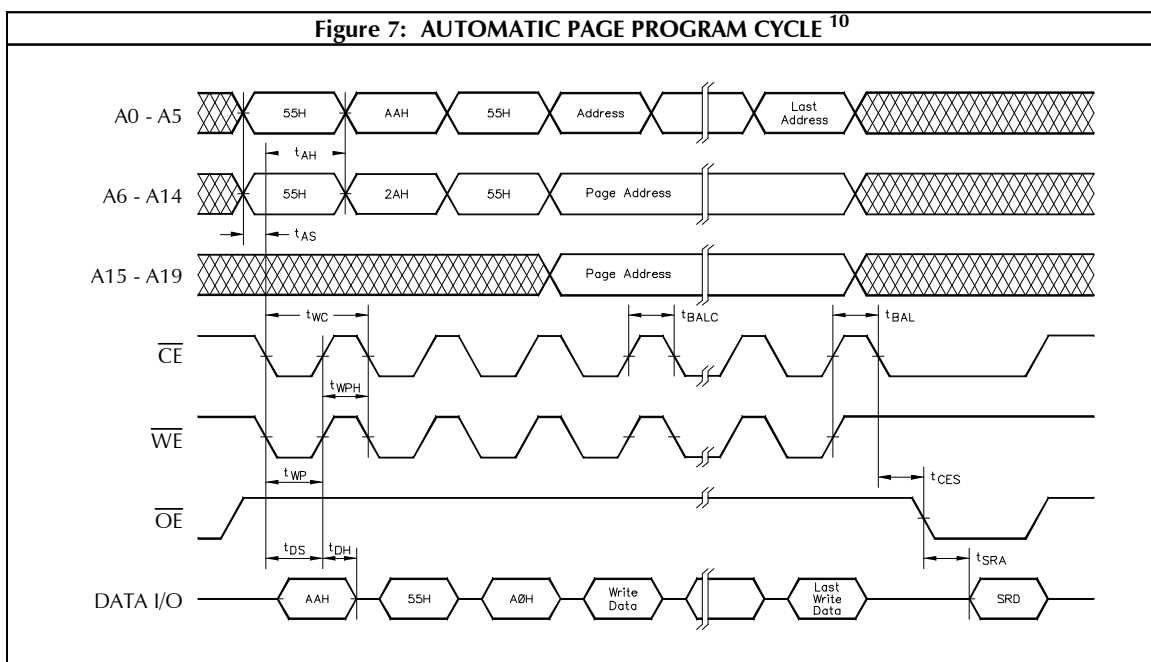 Figure 7: AUTOMATIC PAGE PROGRAM CYCLE 10
A0 - A5
55H
AAH
55H
Address
Last
Address
tAH
A6 - A14
55H
2AH
55H
Page Address
tAS
A15 - A19
Page Address
tWC
tBALC
tBAL
CE
tWPH
WE
tWP
tCES
OE
tDS
tDH
tSRA
DATA I/O
AAH
55H
AØH
Write
Data
Last
Write
Data
SRD